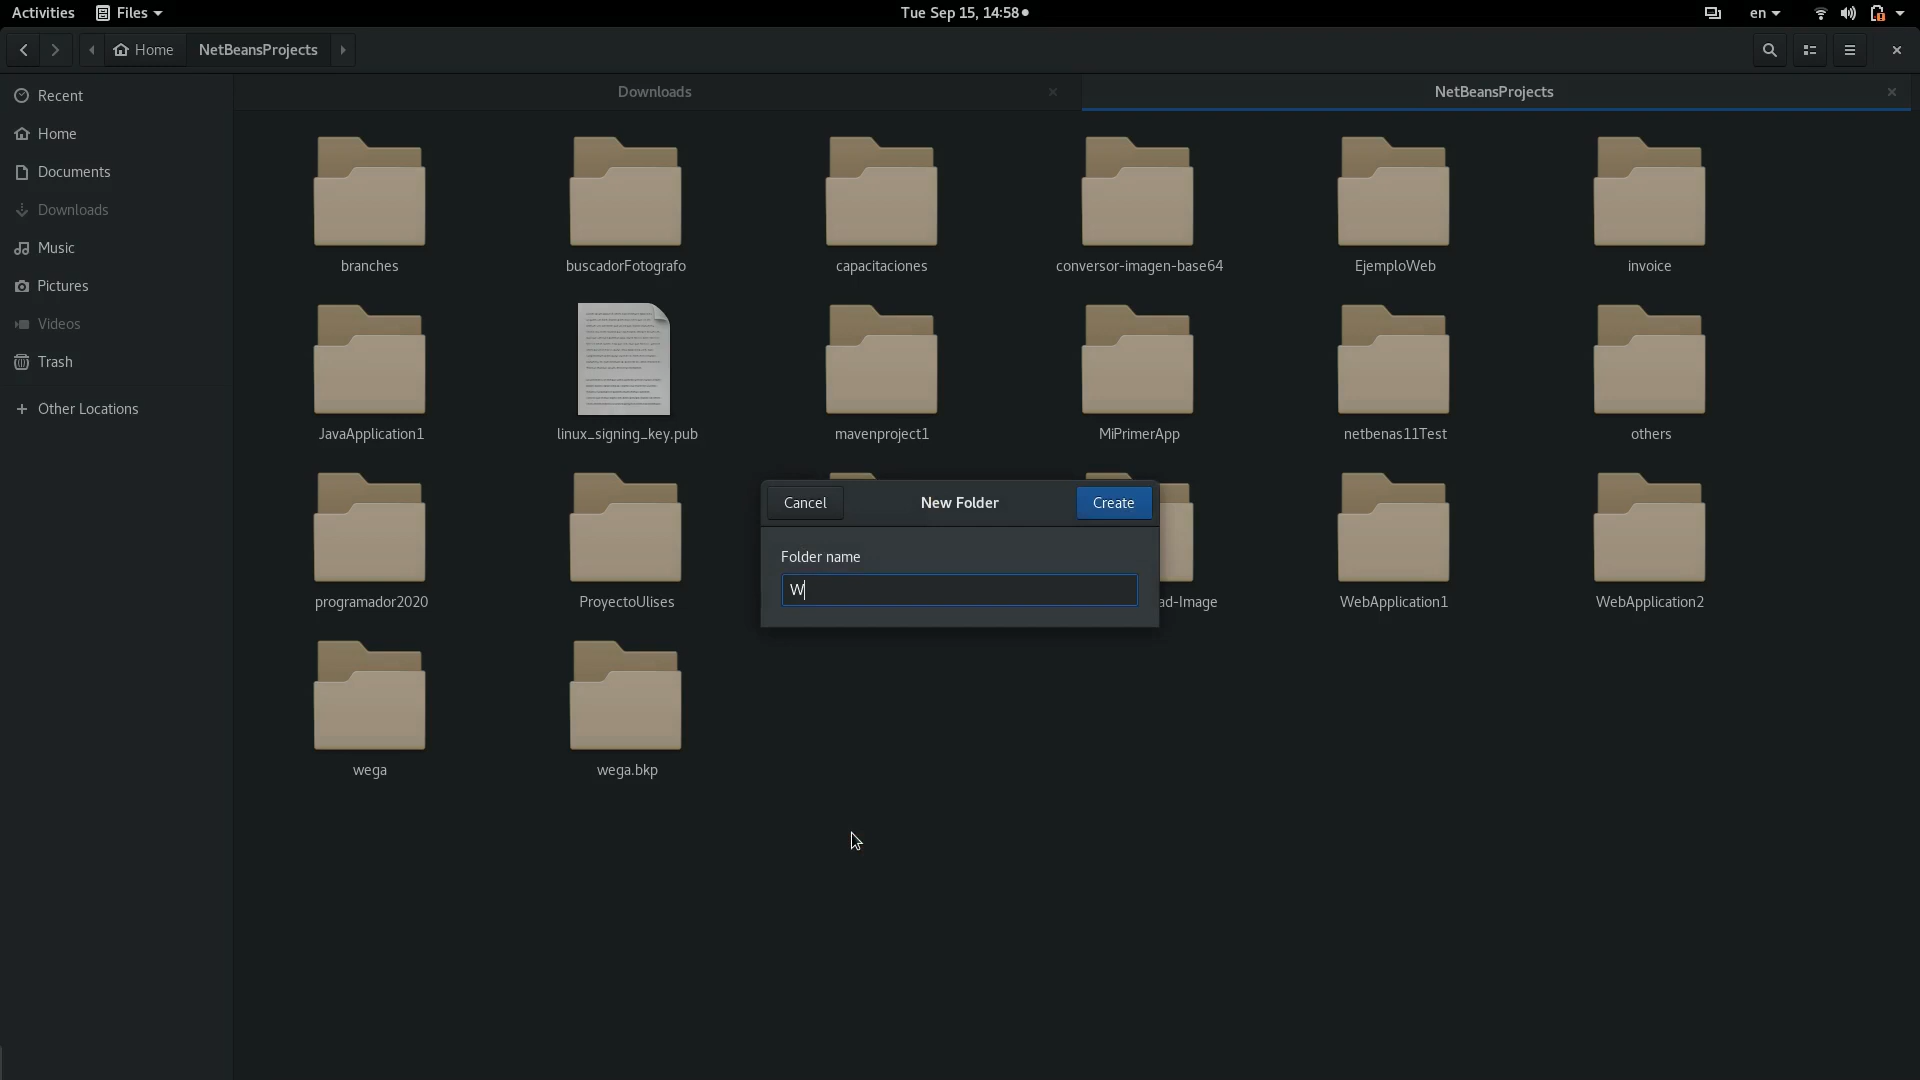 Activities Files Tue Sep 15, 14:58 en
Home NetBeansProjects
Recent
Home
Documents
Downloads
Music
Pictures
Videos
Trash
Other Locations
Downloads NetBeansProjects
branches buscadorFotografo capacitaciones conversor-imagen-base64 EjemploWeb invoice
JavaApplication1 linux_signing_key.pub mavenproject1 MiPrimerApp netbenas11Test others
Cancel New Folder Create
Folder name
W
programador2020 ProyectoUlises ad-Image WebApplication1 WebApplication2
wega wega.bkp